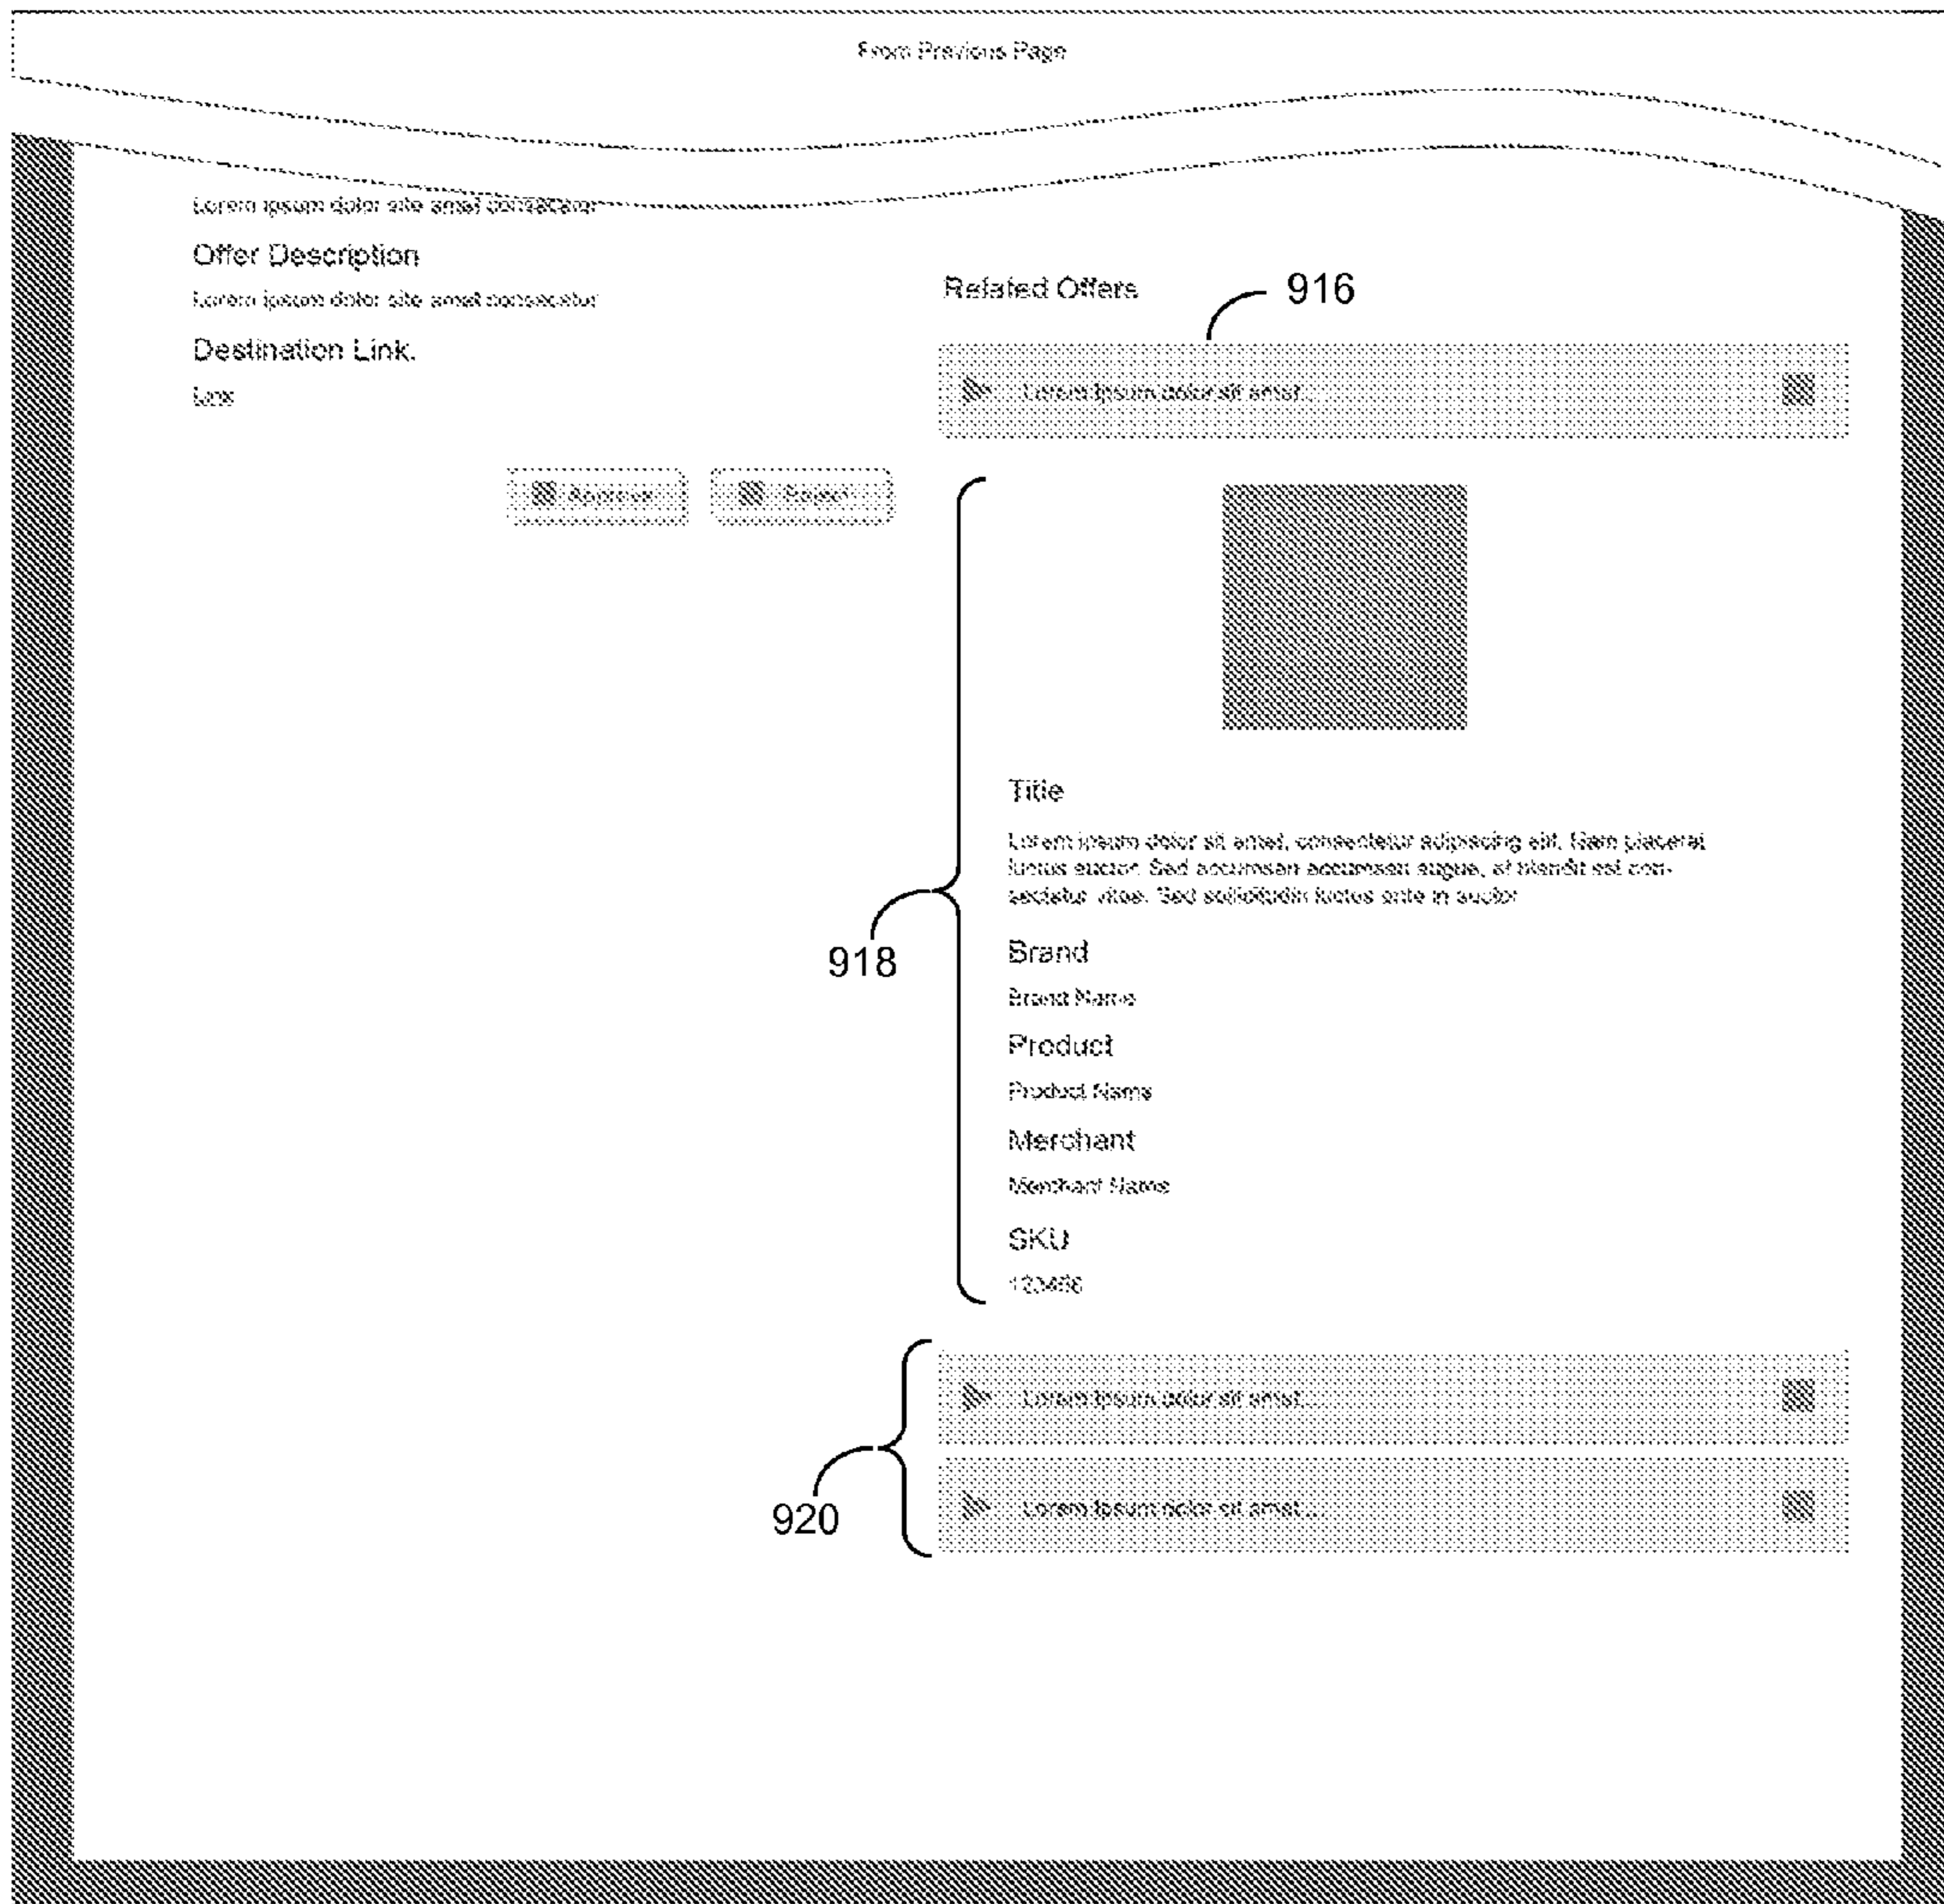 From Previous Page
Lorem ipsum dolor site amet consecetur
Offer Description
Lorem ipsum dolor site amet consecetur
Destination Link.
Link
Approve
Reject
Related Offers
916
Lorem ipsum dolor sit amet...
918
Title
Lorem ipsum dolor sit amet, consectetur adipiscing elit. Nam placerat
luctus auctor. Sed accumsan accumsan augue, et blandit est con-
sectetur vitae. Sed sollicitudin luctus ante in auctor
Brand
Brand Name
Product
Product Name
Merchant
Merchant Name
SKU
123456
920
Lorem ipsum dolor sit amet...
Lorem ipsum dolor sit amet...